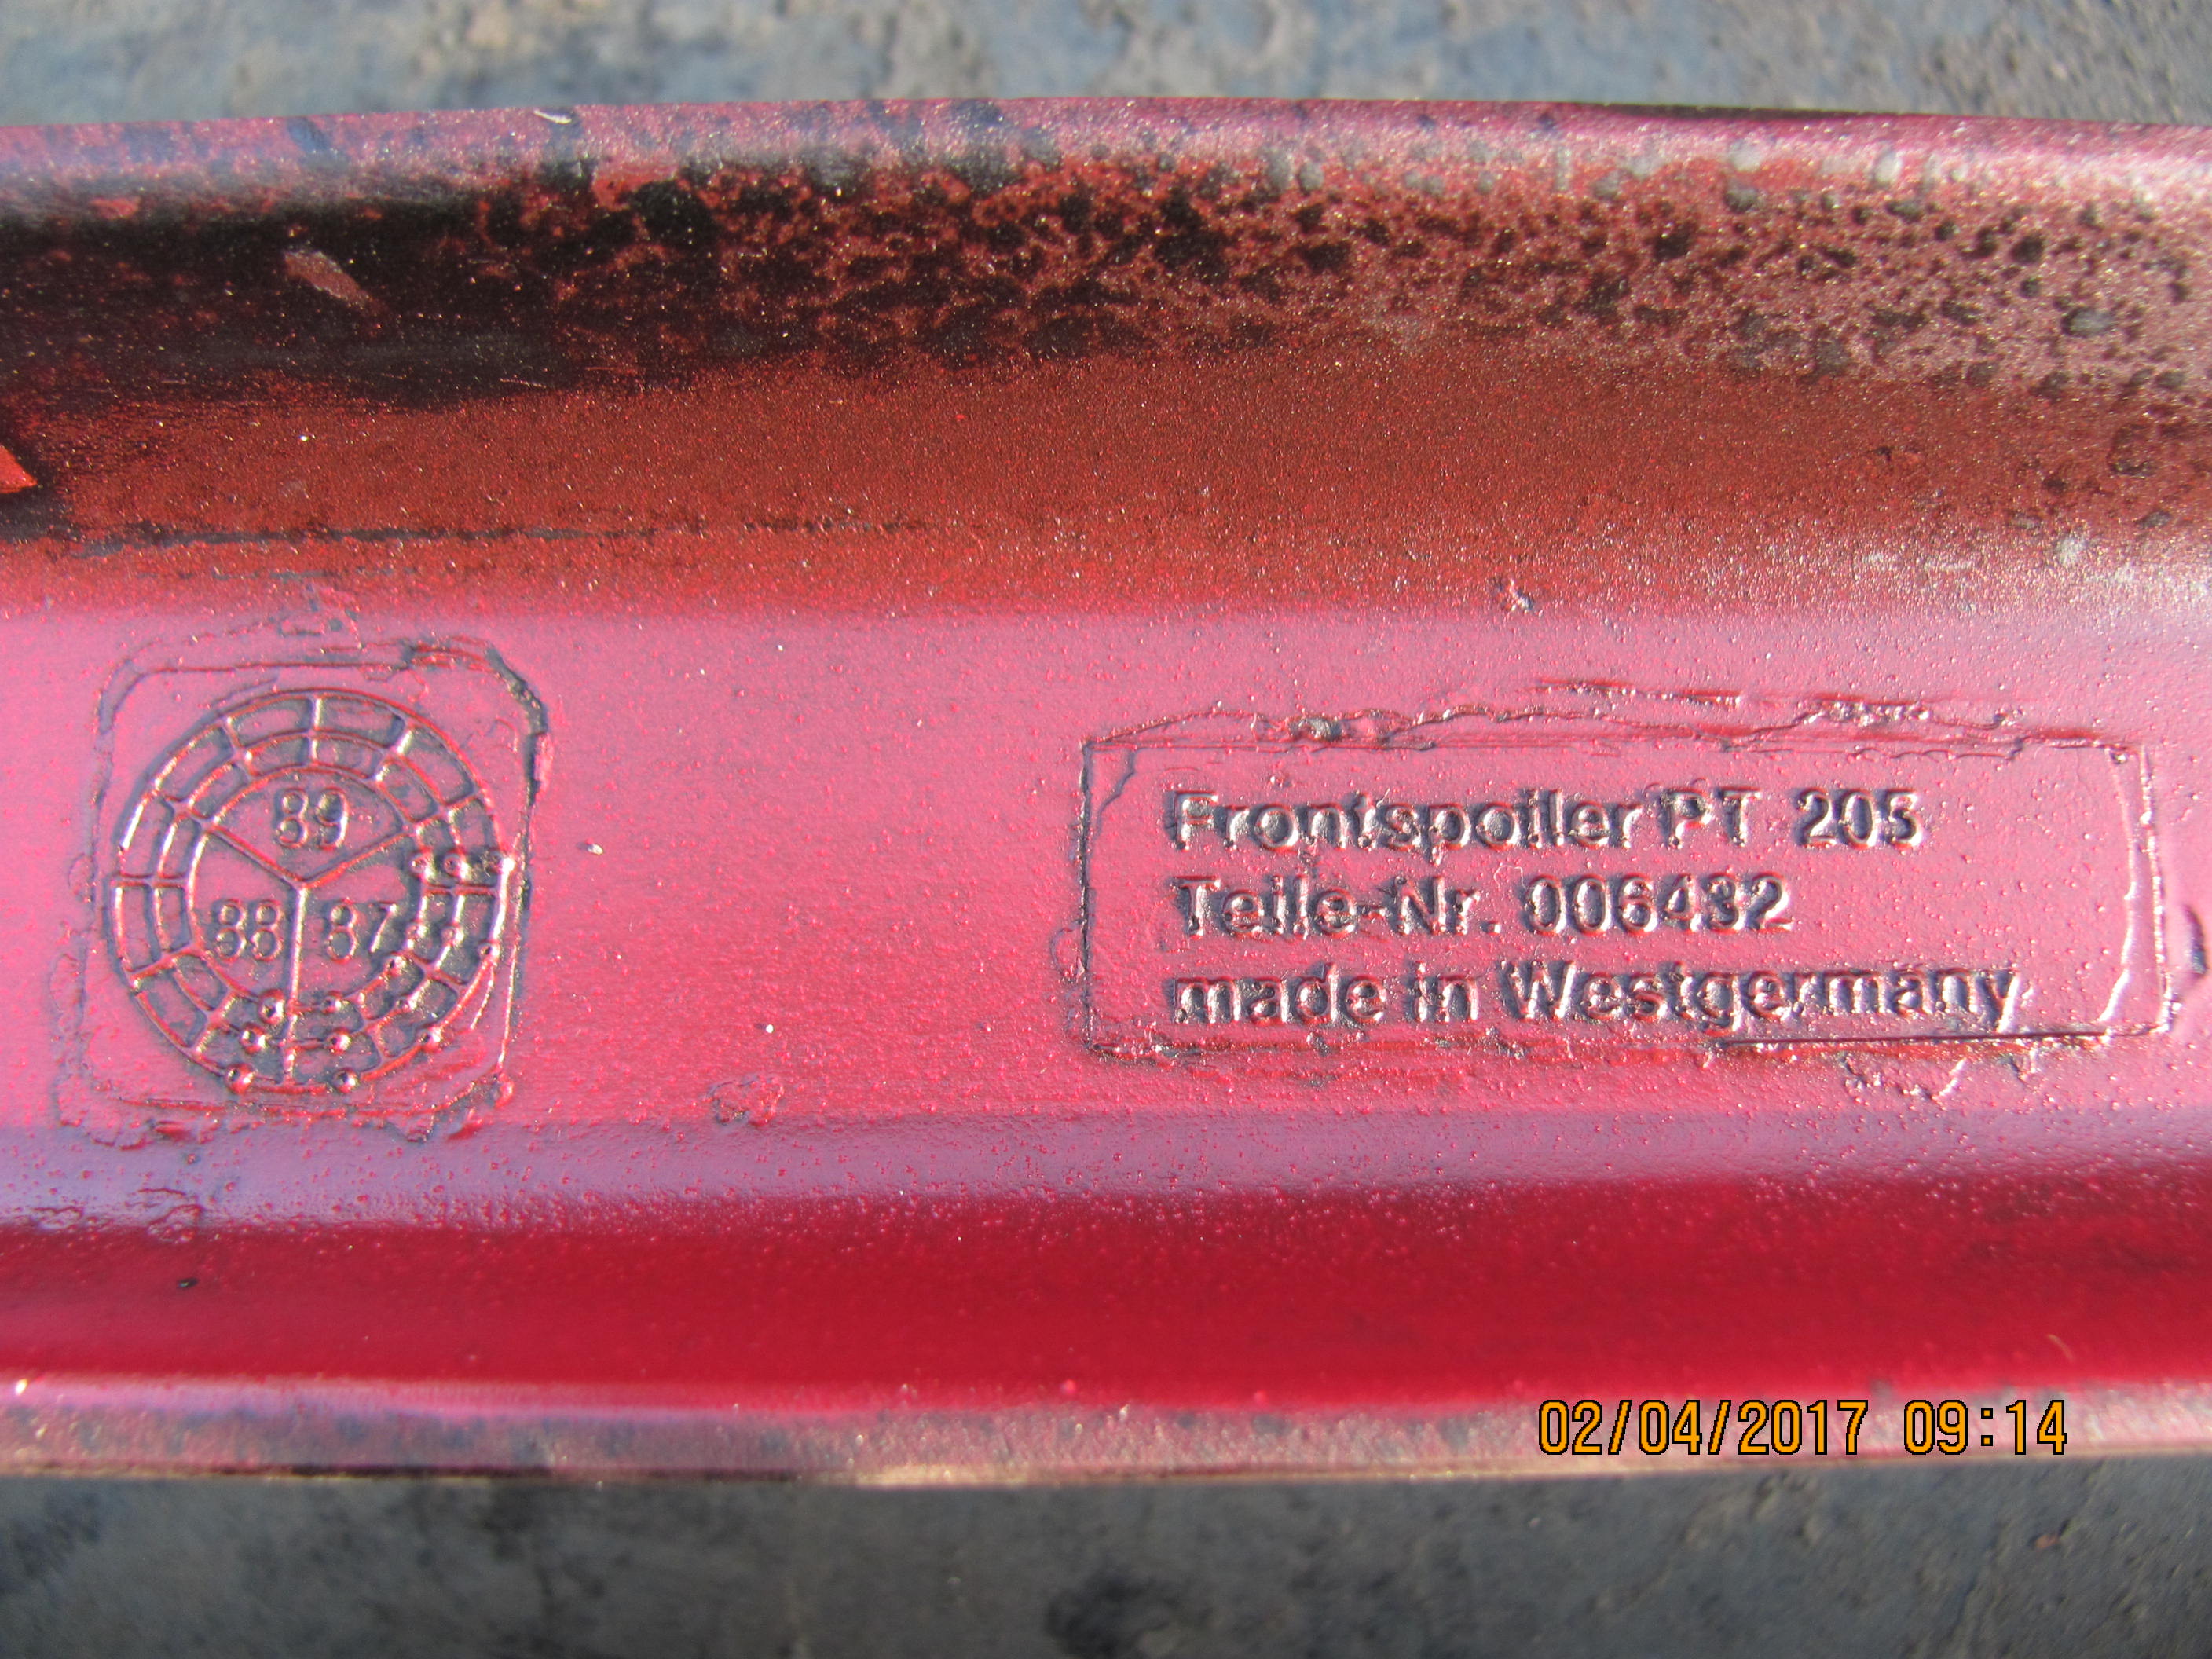 89
88 87
Frontspoiler PT 205
Teile-Nr. 006432
made in Westgermany
02/04/2017 09:14